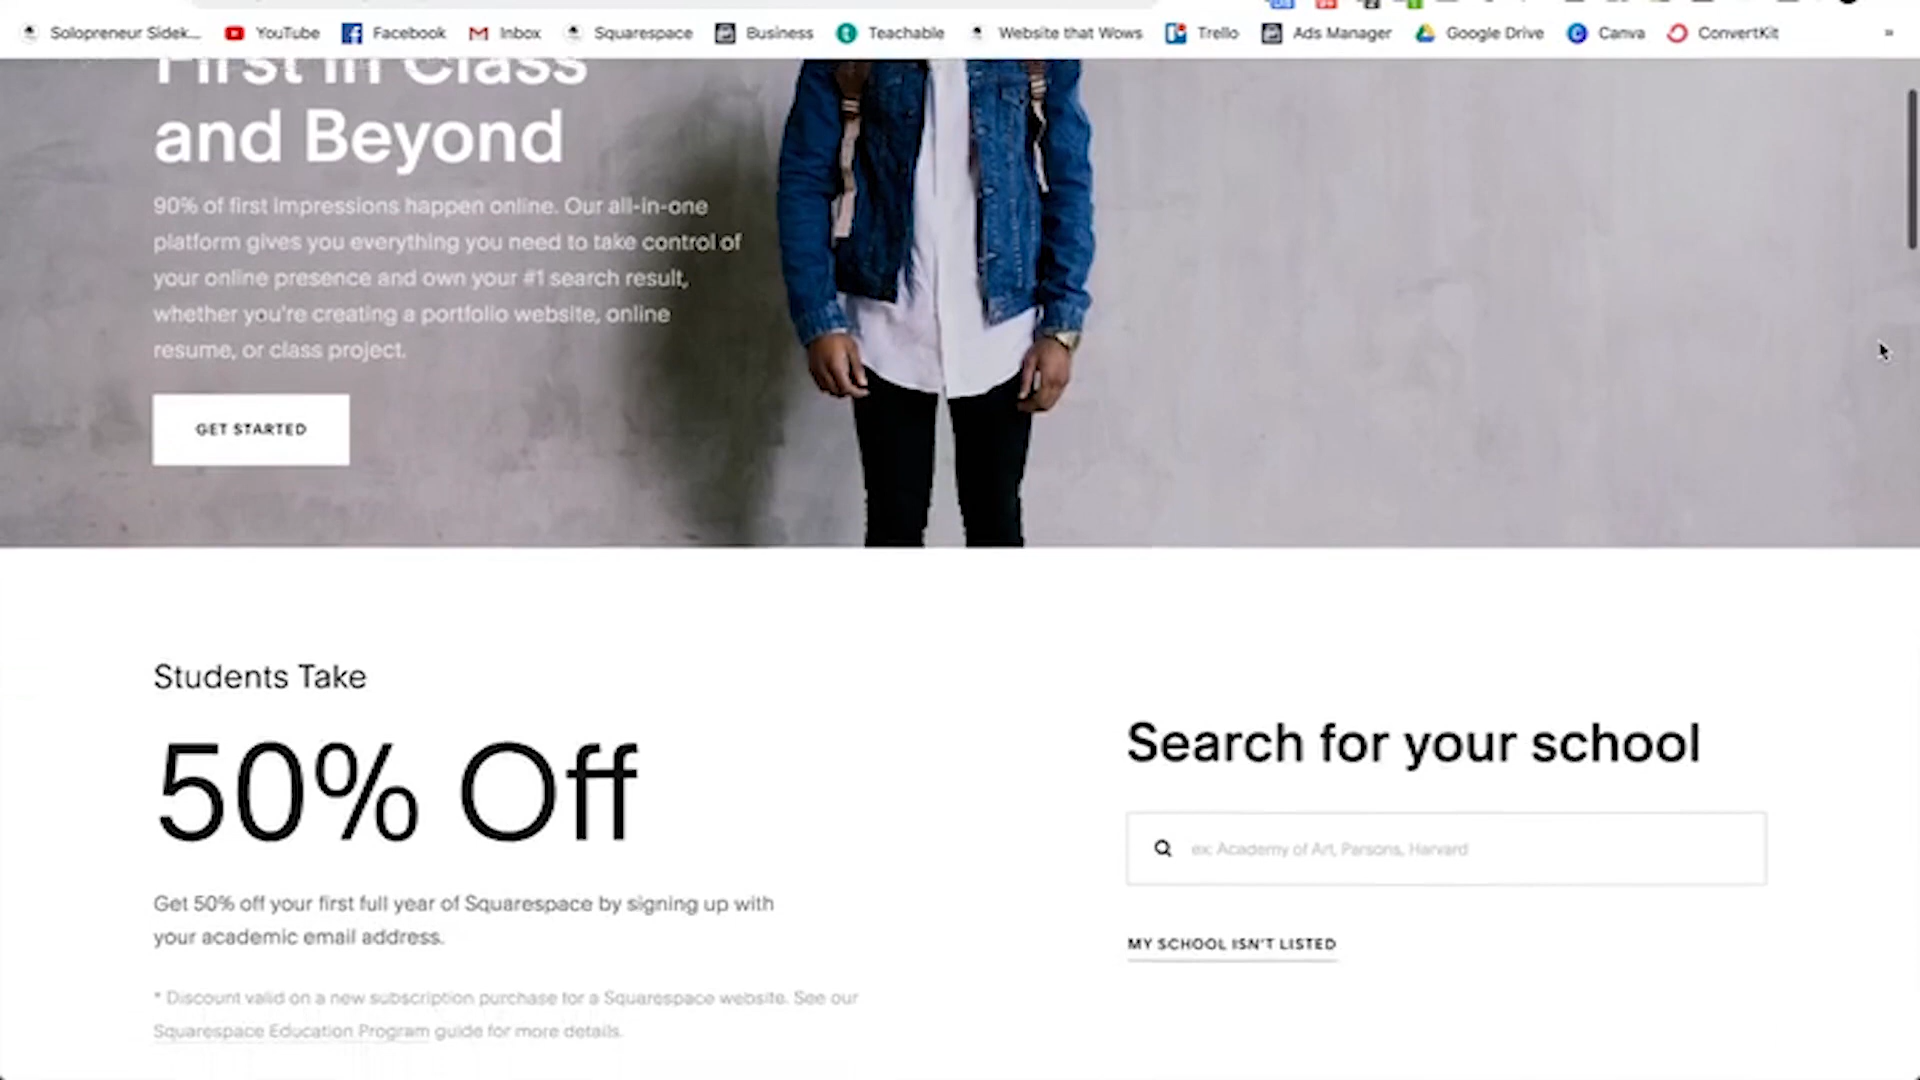 Solopreneur Sidek... YouTube Facebook Inbox Squarespace Business Teachable Website that Wows Trello Ads Manager Google Drive Canva ConvertKit »
First in Class
and Beyond
90% of first impressions happen online. Our all-in-one
platform gives you everything you need to take control of
your online presence and own your #1 search result,
whether you're creating a portfolio website, online
resume, or class project.
GET STARTED
Students Take
50% Off
Get 50% off your first full year of Squarespace by signing up with
your academic email address.
* Discount valid on a new subscription purchase for a Squarespace website. See our
Squarespace Education Program guide for more details.
Search for your school
ex: Academy of Art, Parsons, Harvard
MY SCHOOL ISN'T LISTED